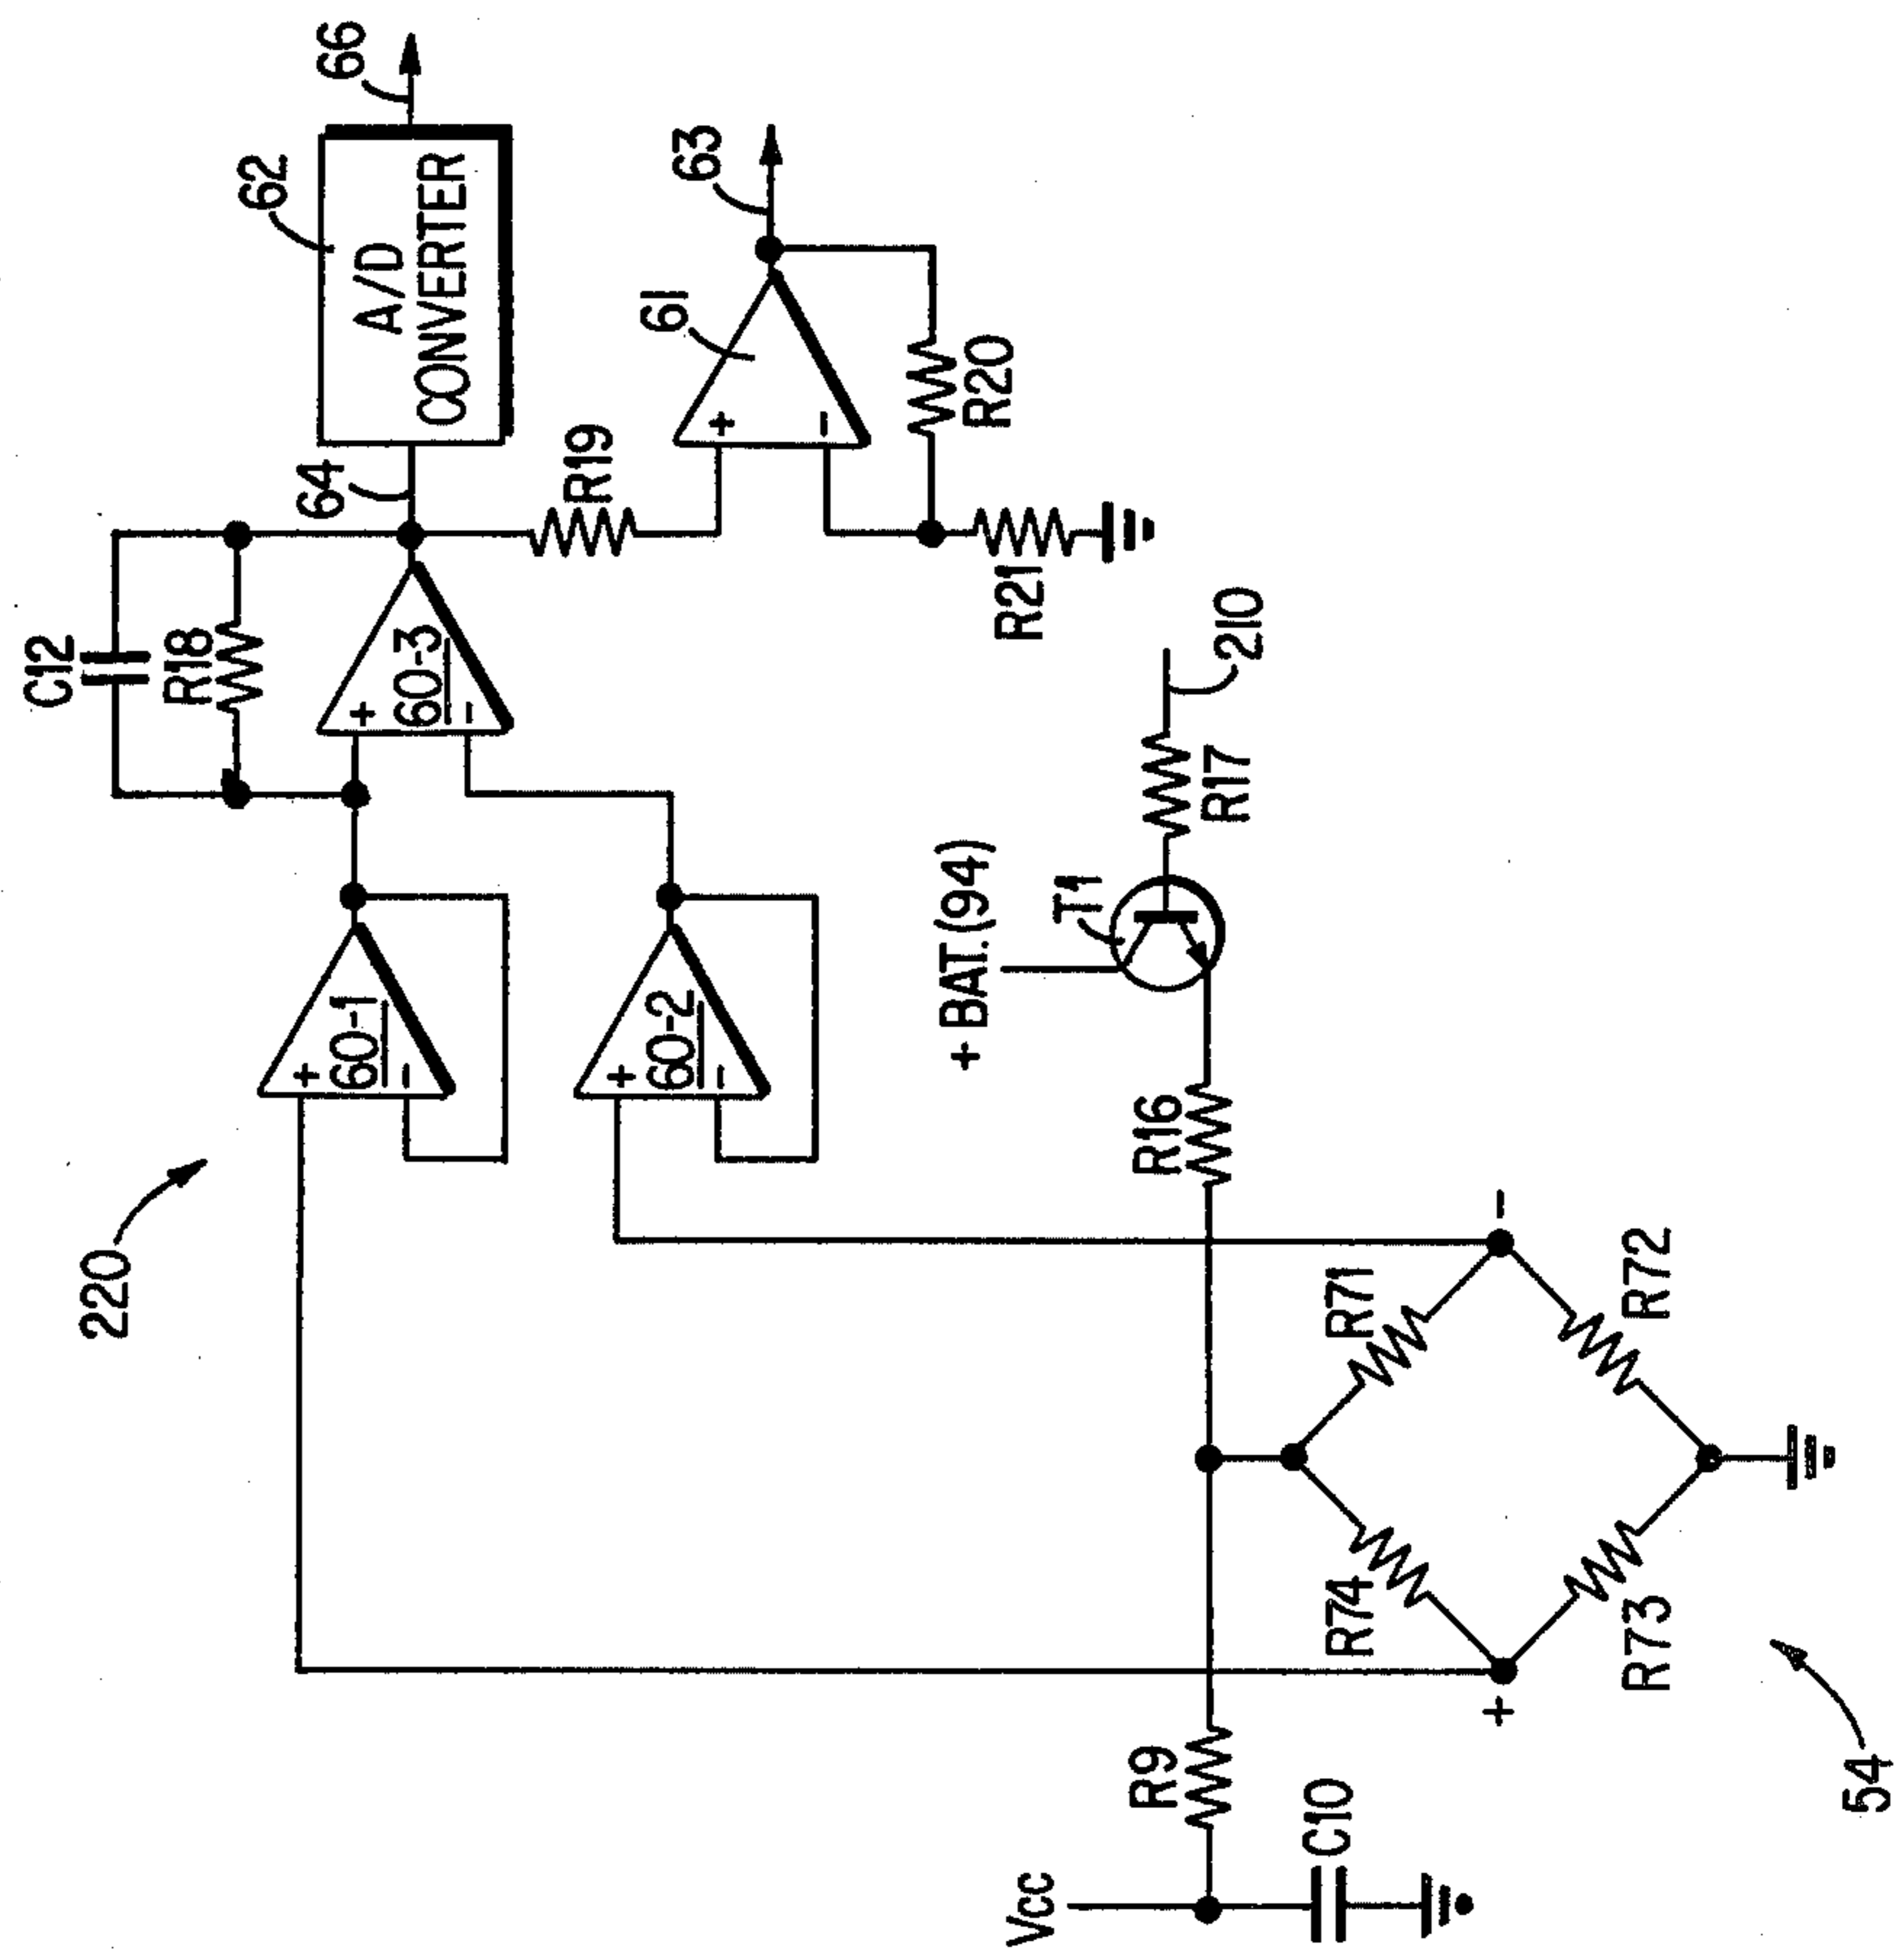 C12
220
R18
62
66
64
+
60-1
-
+
60-3
-
A/D
CONVERTER
R19
+
60-2
-
61
63
+
-
+ BAT.(94)
R20
R21
Vcc
T1
R9
R16
R17
210
C10
R74
R71
+
-
R73
R72
54